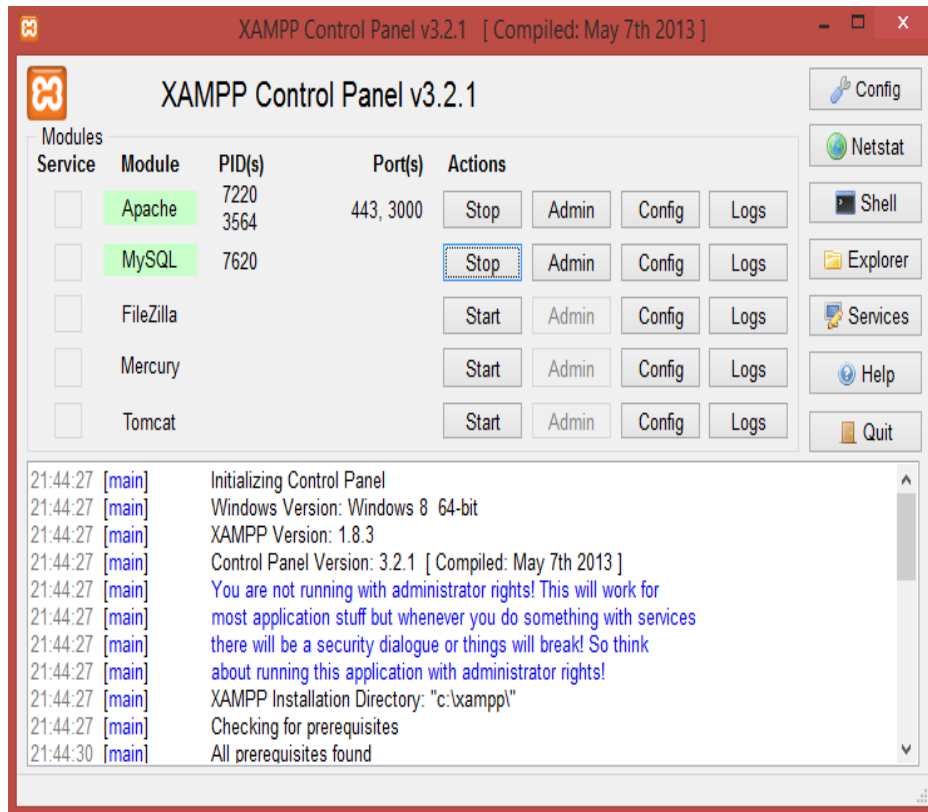 XAMPP Control Panel v3.2.1 [ Compiled: May 7th 2013 ]
XAMPP Control Panel v3.2.1
Config
Modules
Netstat
Service Module PID(s) Port(s) Actions
Apache 7220 3564 443, 3000 Stop Admin Config Logs
Shell
MySQL 7620 Stop Admin Config Logs
Explorer
FileZilla Start Admin Config Logs
Services
Mercury Start Admin Config Logs
Help
Tomcat Start Admin Config Logs
Quit
21:44:27 [main] Initializing Control Panel
21:44:27 [main] Windows Version: Windows 8 64-bit
21:44:27 [main] XAMPP Version: 1.8.3
21:44:27 [main] Control Panel Version: 3.2.1 [ Compiled: May 7th 2013 ]
21:44:27 [main] You are not running with administrator rights! This will work for
21:44:27 [main] most application stuff but whenever you do something with services
21:44:27 [main] there will be a security dialogue or things will break! So think
21:44:27 [main] about running this application with administrator rights!
21:44:27 [main] XAMPP Installation Directory: "c:\xampp\"
21:44:27 [main] Checking for prerequisites
21:44:30 [main] All prerequisites found